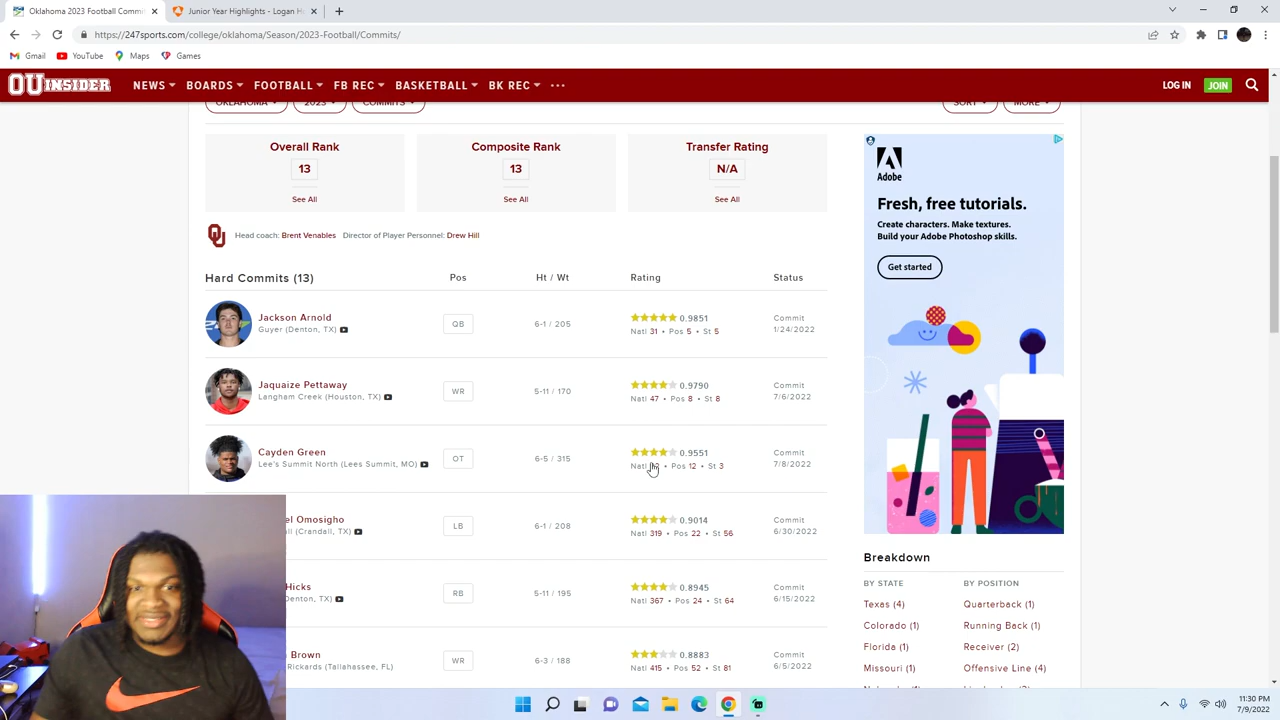 Oklahoma 2023 Football Commit
Junior Year Highlights - Logan H
https://247sports.com/college/oklahoma/Season/2023-Football/Commits/
Gmail YouTube Maps Games
OU INSIDER NEWS BOARDS FOOTBALL FB REC BASKETBALL BK REC ••• LOG IN JOIN
OKLAHOMA 2023 COMMITS SORT MORE
Overall Rank Composite Rank Transfer Rating
13 13 N/A
See All See All See All
Head coach: Brent Venables Director of Player Personnel: Drew Hill
Hard Commits (13) Pos Ht / Wt Rating Status
Jackson Arnold
Guyer (Denton, TX)
QB 6-1 / 205
0.9851
Natl 31 • Pos 5 • St 5
Commit
1/24/2022
Jaquaize Pettaway
Langham Creek (Houston, TX)
WR 5-11 / 170
0.9790
Natl 47 • Pos 8 • St 8
Commit
7/6/2022
Cayden Green
Lee's Summit North (Lees Summit, MO)
OT 6-5 / 315
0.9551
Natl • Pos 12 • St 3
Commit
7/8/2022
Omosigho
(Crandall, TX)
LB 6-1 / 208
0.9014
Natl 319 • Pos 22 • St 56
Commit
6/30/2022
Hicks
Denton, TX)
RB 5-11 / 195
0.8945
Natl 367 • Pos 24 • St 64
Commit
6/15/2022
Brown
Rickards (Tallahassee, FL)
WR 6-3 / 188
0.8883
Natl 415 • Pos 52 • St 81
Commit
6/5/2022
Adobe
Fresh, free tutorials.
Create characters. Make textures.
Build your Adobe Photoshop skills.
Get started
Breakdown
BY STATE BY POSITION
Texas (4) Quarterback (1)
Colorado (1) Running Back (1)
Florida (1) Receiver (2)
Missouri (1) Offensive Line (4)
11:30 PM
7/9/2022